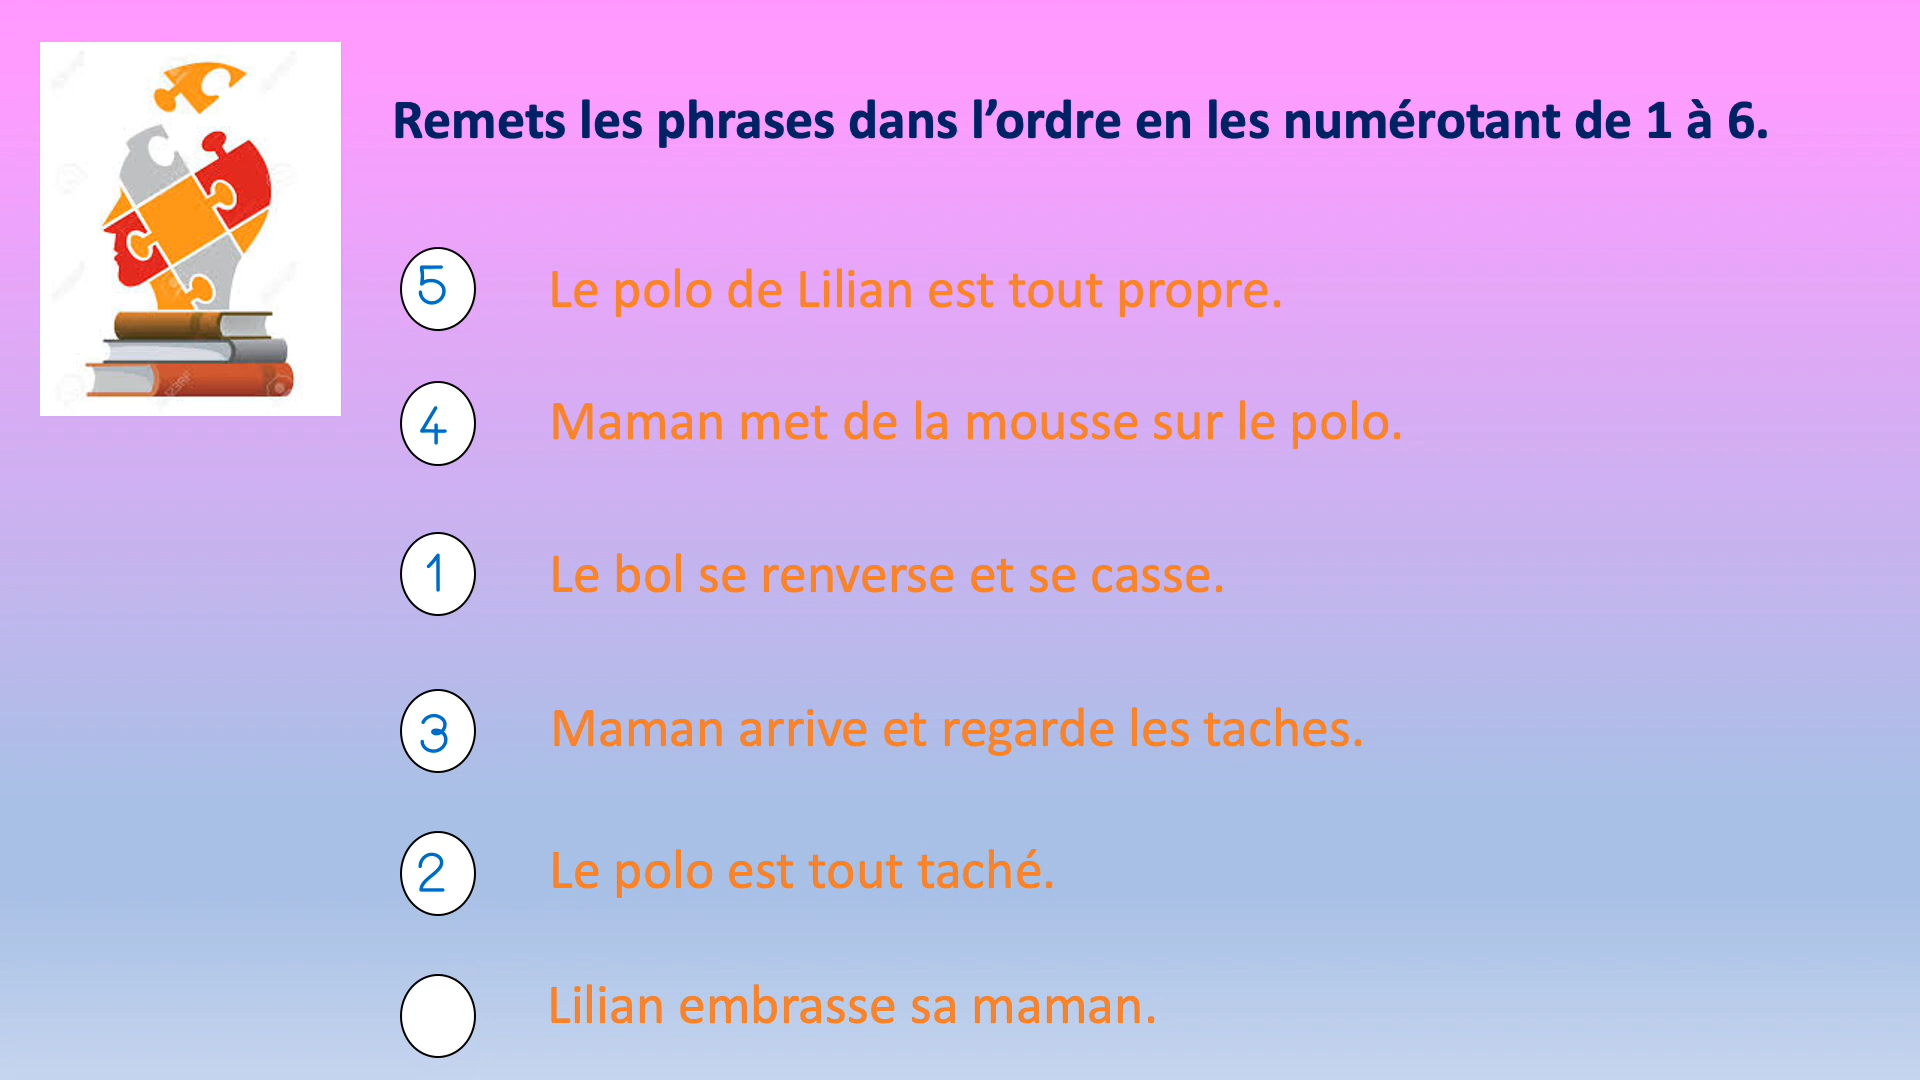 Remets les phrases dans l’ordre en les numérotant de 1 à 6.
5 Le polo de Lilian est tout propre.
4 Maman met de la mousse sur le polo.
1 Le bol se renverse et se casse.
3 Maman arrive et regarde les taches.
2 Le polo est tout taché.
Lilian embrasse sa maman.